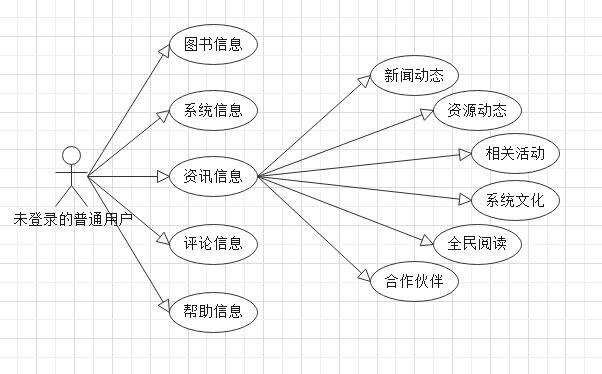 图书信息
系统信息
资讯信息
评论信息
帮助信息
未登录的普通用户
新闻动态
资源动态
相关活动
系统文化
全民阅读
合作伙伴